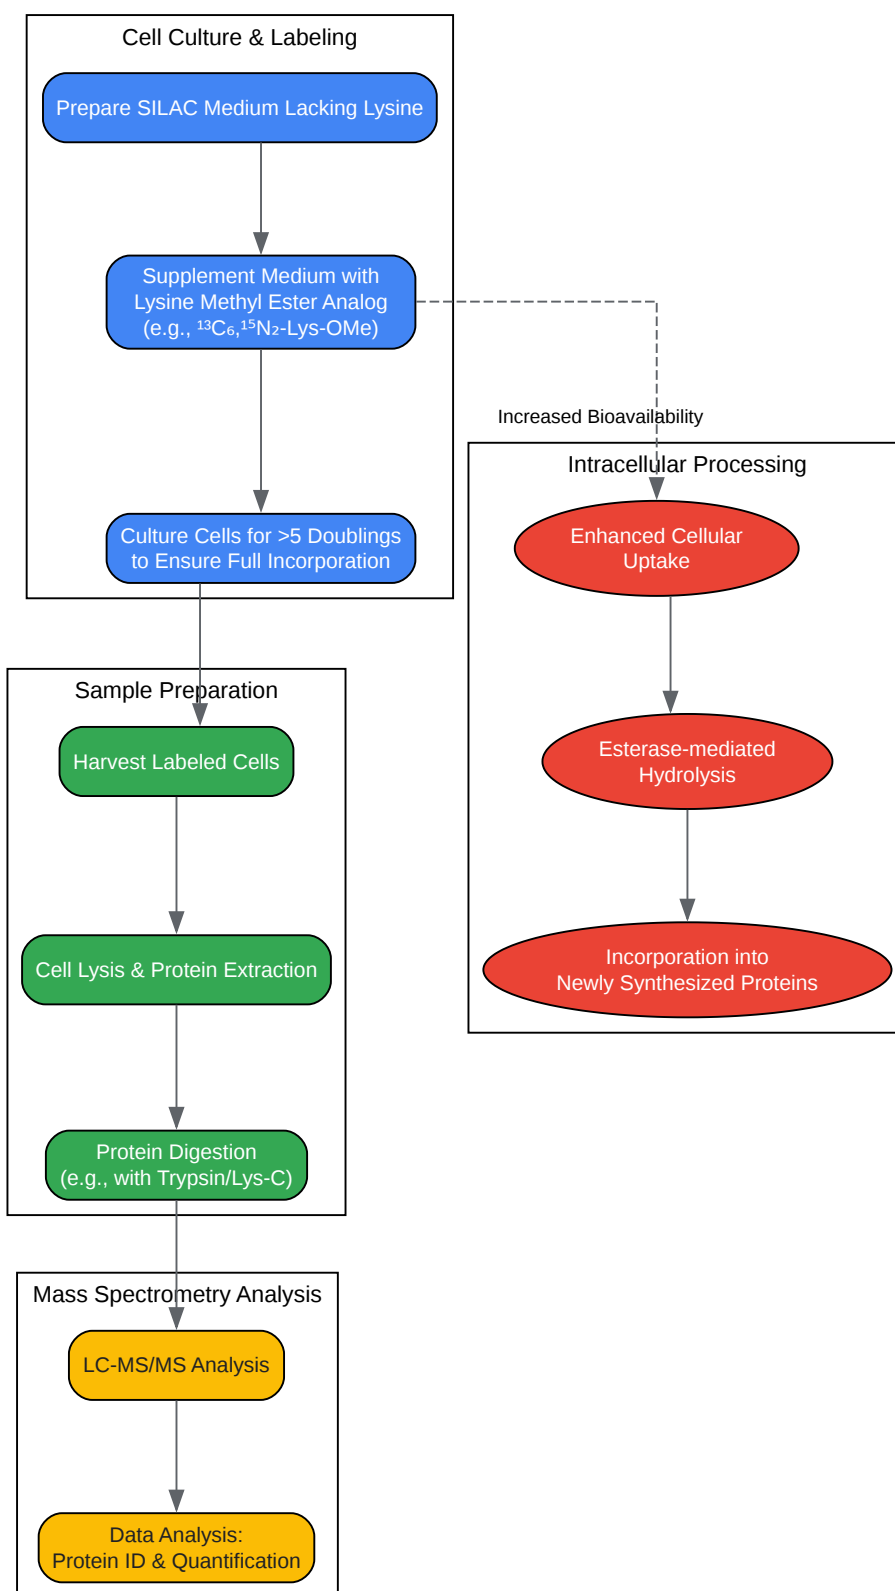 Cell Culture & Labeling
Prepare SILAC Medium Lacking Lysine
Supplement Medium with
Lysine Methyl Ester Analog
(e.g., ¹³C₆,¹⁵N₂-Lys-OMe)
Culture Cells for >5 Doublings
to Ensure Full Incorporation
Increased Bioavailability
Intracellular Processing
Enhanced Cellular
Uptake
Esterase-mediated
Hydrolysis
Incorporation into
Newly Synthesized Proteins
Sample Preparation
Harvest Labeled Cells
Cell Lysis & Protein Extraction
Protein Digestion
(e.g., with Trypsin/Lys-C)
Mass Spectrometry Analysis
LC-MS/MS Analysis
Data Analysis:
Protein ID & Quantification